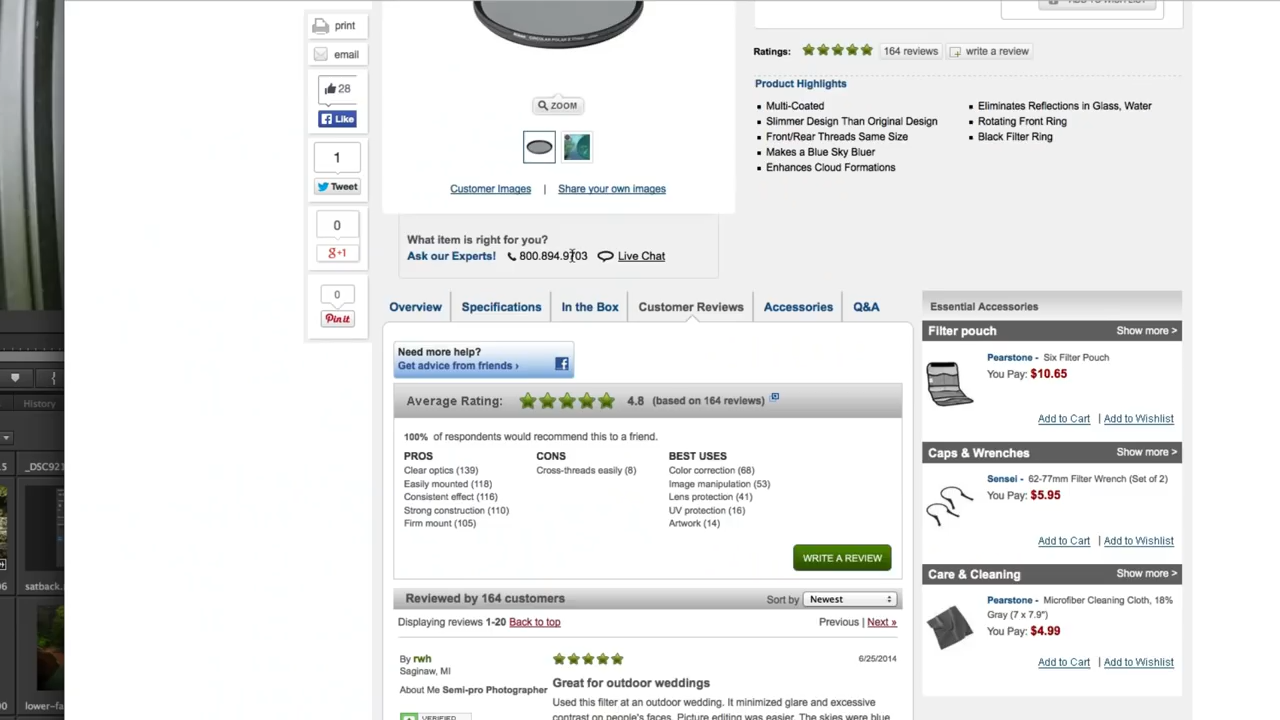 print
email
28
Like
1
Tweet
0
g+1
0
Pin it
ZOOM
Customer Images | Share your own images
What item is right for you?
Ask our Experts! 800.894.9703 Live Chat
Ratings: 164 reviews write a review
Product Highlights
Multi-Coated
Slimmer Design Than Original Design
Front/Rear Threads Same Size
Makes a Blue Sky Bluer
Enhances Cloud Formations
Eliminates Reflections in Glass, Water
Rotating Front Ring
Black Filter Ring
Overview Specifications In the Box Customer Reviews Accessories Q&A
Need more help?
Get advice from friends ›
Average Rating: 4.8 (based on 164 reviews)
100% of respondents would recommend this to a friend.
PROS
Clear optics (139)
Easily mounted (118)
Consistent effect (116)
Strong construction (110)
Firm mount (105)
CONS
Cross-threads easily (8)
BEST USES
Color correction (68)
Image manipulation (53)
Lens protection (41)
UV protection (16)
Artwork (14)
WRITE A REVIEW
Reviewed by 164 customers Sort by Newest
Displaying reviews 1-20 Back to top Previous | Next »
By rwh
Saginaw, MI
About Me Semi-pro Photographer
VERIFIED
6/25/2014
Great for outdoor weddings
Used this filter at an outdoor wedding. It minimized glare and excessive
contrast on people's faces. Picture editing was easier. The skies were blue
Essential Accessories
Filter pouch Show more >
Pearstone - Six Filter Pouch
You Pay: $10.65
Add to Cart | Add to Wishlist
Caps & Wrenches Show more >
Sensei - 62-77mm Filter Wrench (Set of 2)
You Pay: $5.95
Add to Cart | Add to Wishlist
Care & Cleaning Show more >
Pearstone - Microfiber Cleaning Cloth, 18%
Gray (7 x 7.9")
You Pay: $4.99
Add to Cart | Add to Wishlist
History
_DSC921
satback.
lower-fa